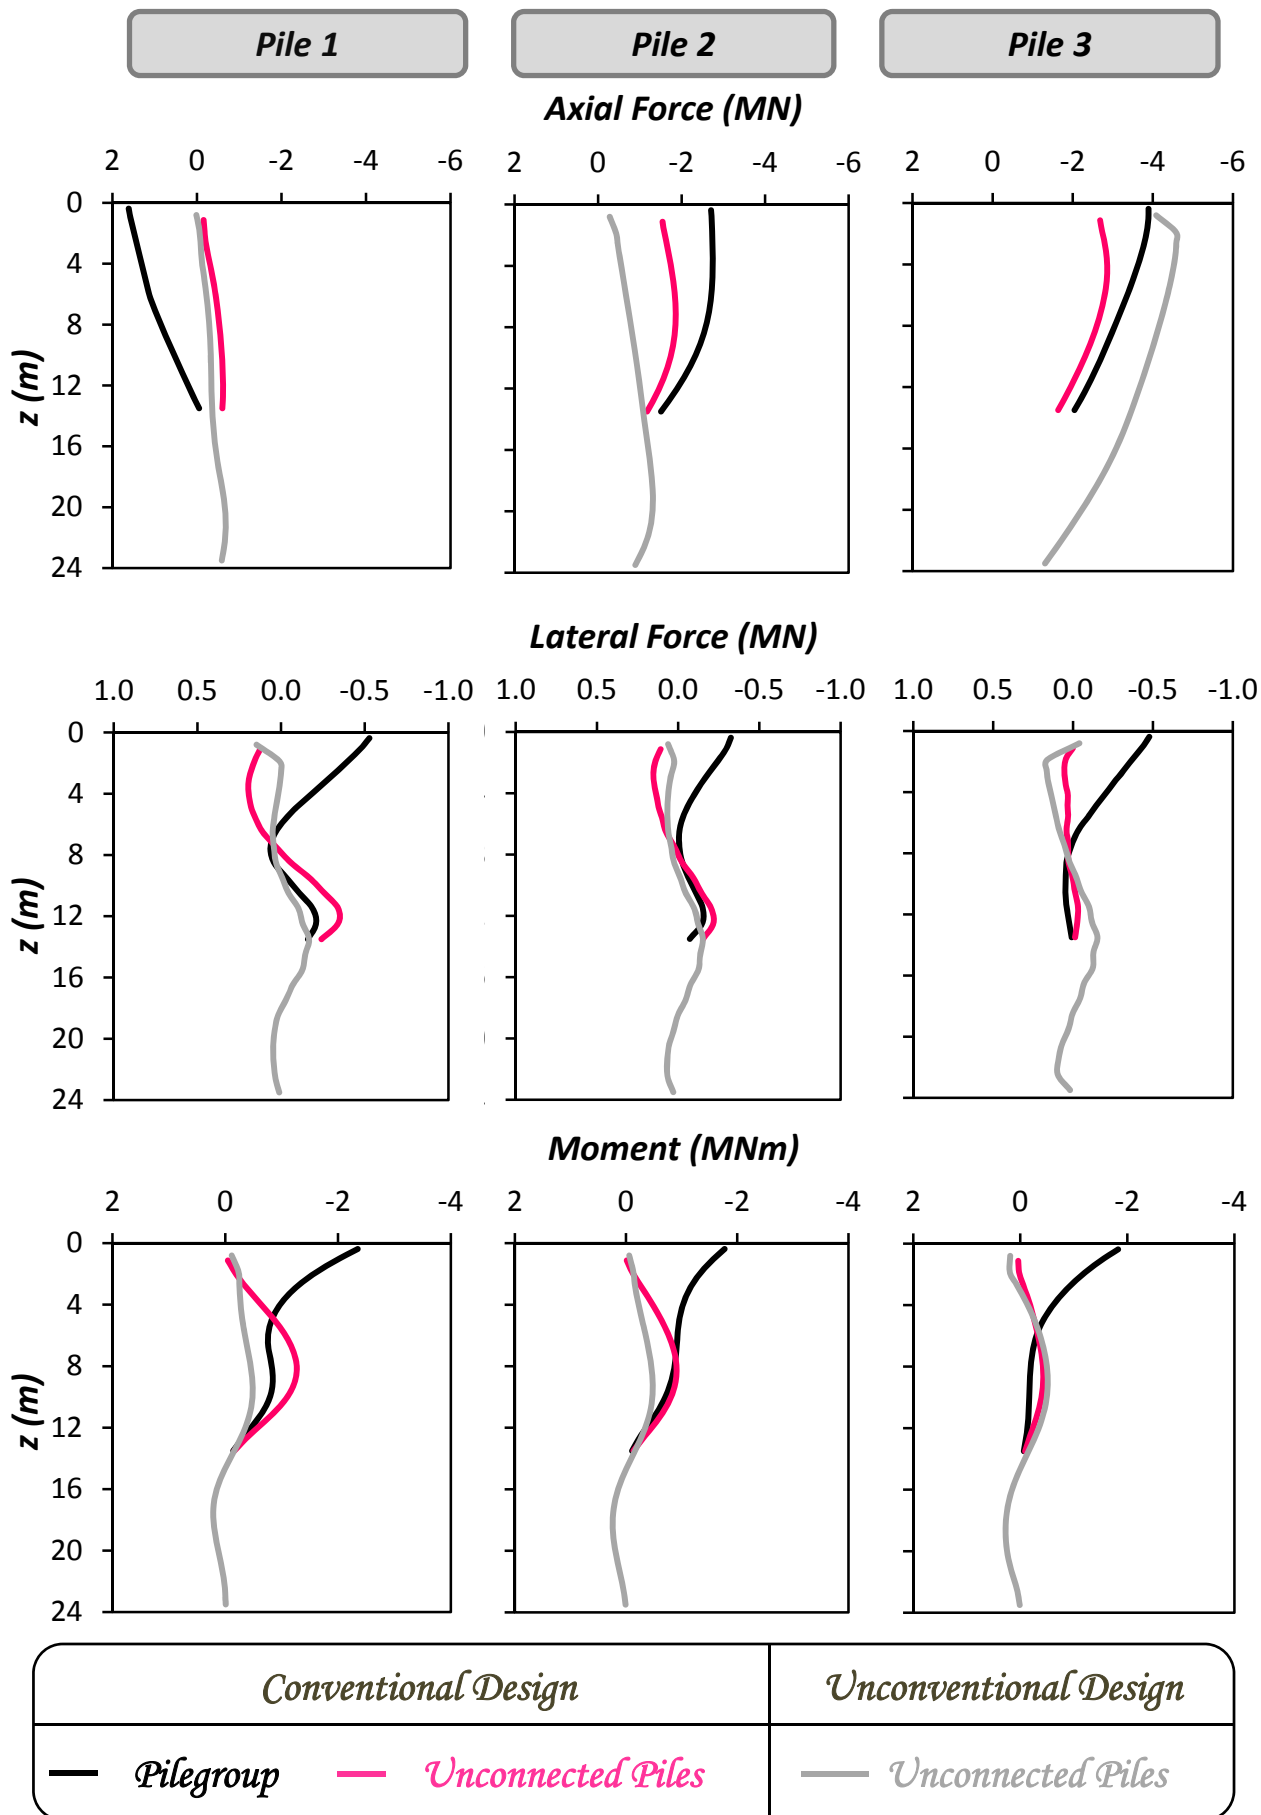 Pile 1 Pile 2 Pile 3
Axial Force (MN)
2 0 -2 -4 -6 2 0 -2 -4 -6 2 0 -2 -4 -6
0
4
8
12
16
20
24
z (m)
Lateral Force (MN)
1.0 0.5 0.0 -0.5 -1.0 1.0 0.5 0.0 -0.5 -1.0 1.0 0.5 0.0 -0.5 -1.0
0
4
8
12
16
20
24
z (m)
Moment (MNm)
2 0 -2 -4 2 0 -2 -4 2 0 -2 -4
0
4
8
12
16
20
24
z (m)
Conventional Design Unconventional Design
Pilegroup Unconnected Piles Unconnected Piles